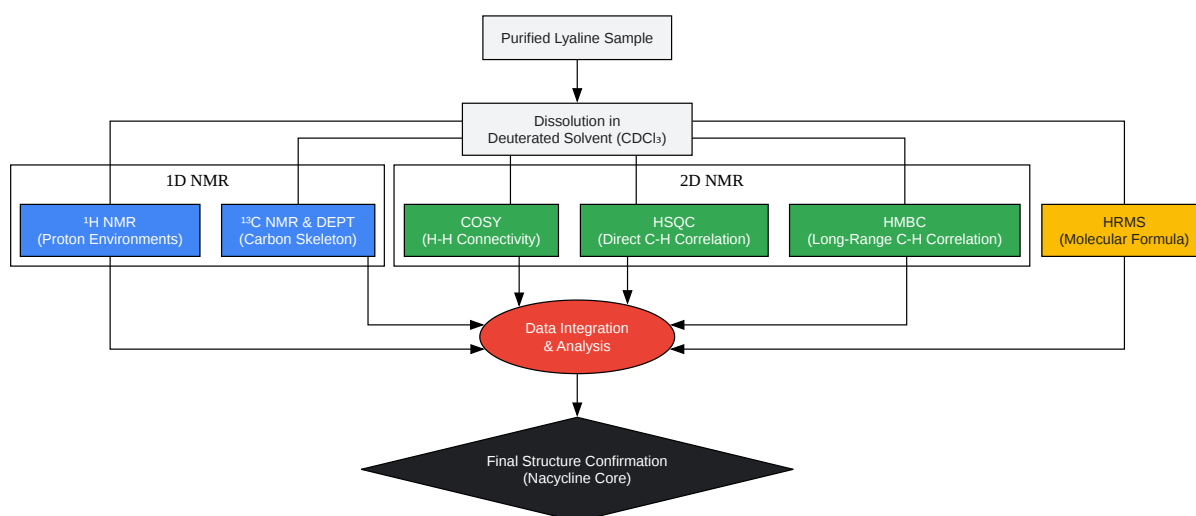 Purified Lyaline Sample
Dissolution in
Deuterated Solvent (CDCl₃)
1D NMR
2D NMR
¹H NMR
(Proton Environments)
¹³C NMR & DEPT
(Carbon Skeleton)
COSY
(H-H Connectivity)
HSQC
(Direct C-H Correlation)
HMBC
(Long-Range C-H Correlation)
HRMS
(Molecular Formula)
Data Integration
& Analysis
Final Structure Confirmation
(Nacycline Core)